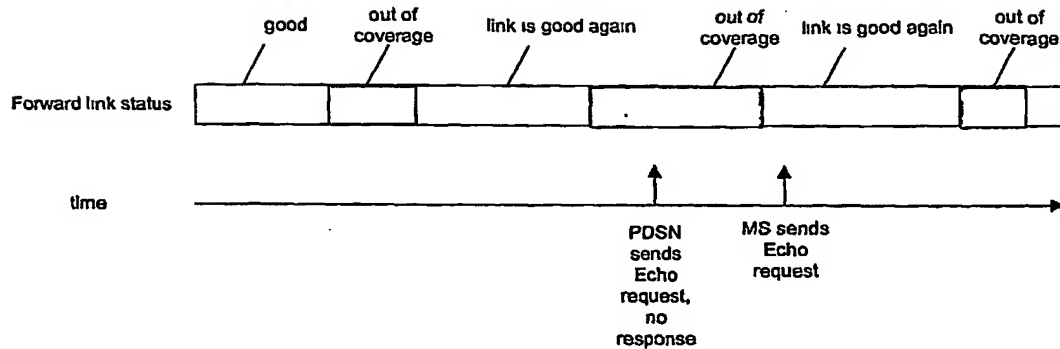 good
out of
coverage
link is good again
out of
coverage
link is good again
out of
coverage
Forward link status
time
PDSN
sends
Echo
request,
no
response
MS sends
Echo
request